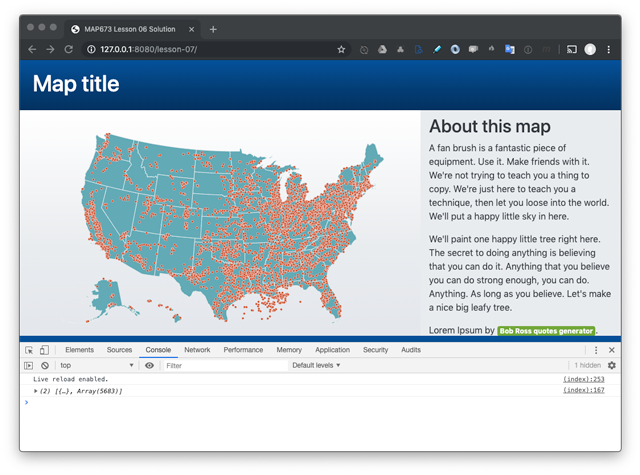 MAP673 Lesson 06 Solution
127.0.0.1:8080/lesson-07/
Map title
About this map
A fan brush is a fantastic piece of
equipment. Use it. Make friends with it.
We're not trying to teach you a thing to
copy. We're just here to teach you a
technique, then let you loose into the world.
We'll put a happy little sky in here.
We'll paint one happy little tree right here.
The secret to doing anything is believing
that you can do it. Anything that you believe
you can do strong enough, you can do.
Anything. As long as you believe. Let's make
a nice big leafy tree.
Lorem Ipsum by Bob Ross quotes generator.
Elements Sources Console Network Performance Memory Application Security Audits
top Filter Default levels 1 hidden
Live reload enabled. (index):253
(2) [{…}, Array(5683)] (index):167